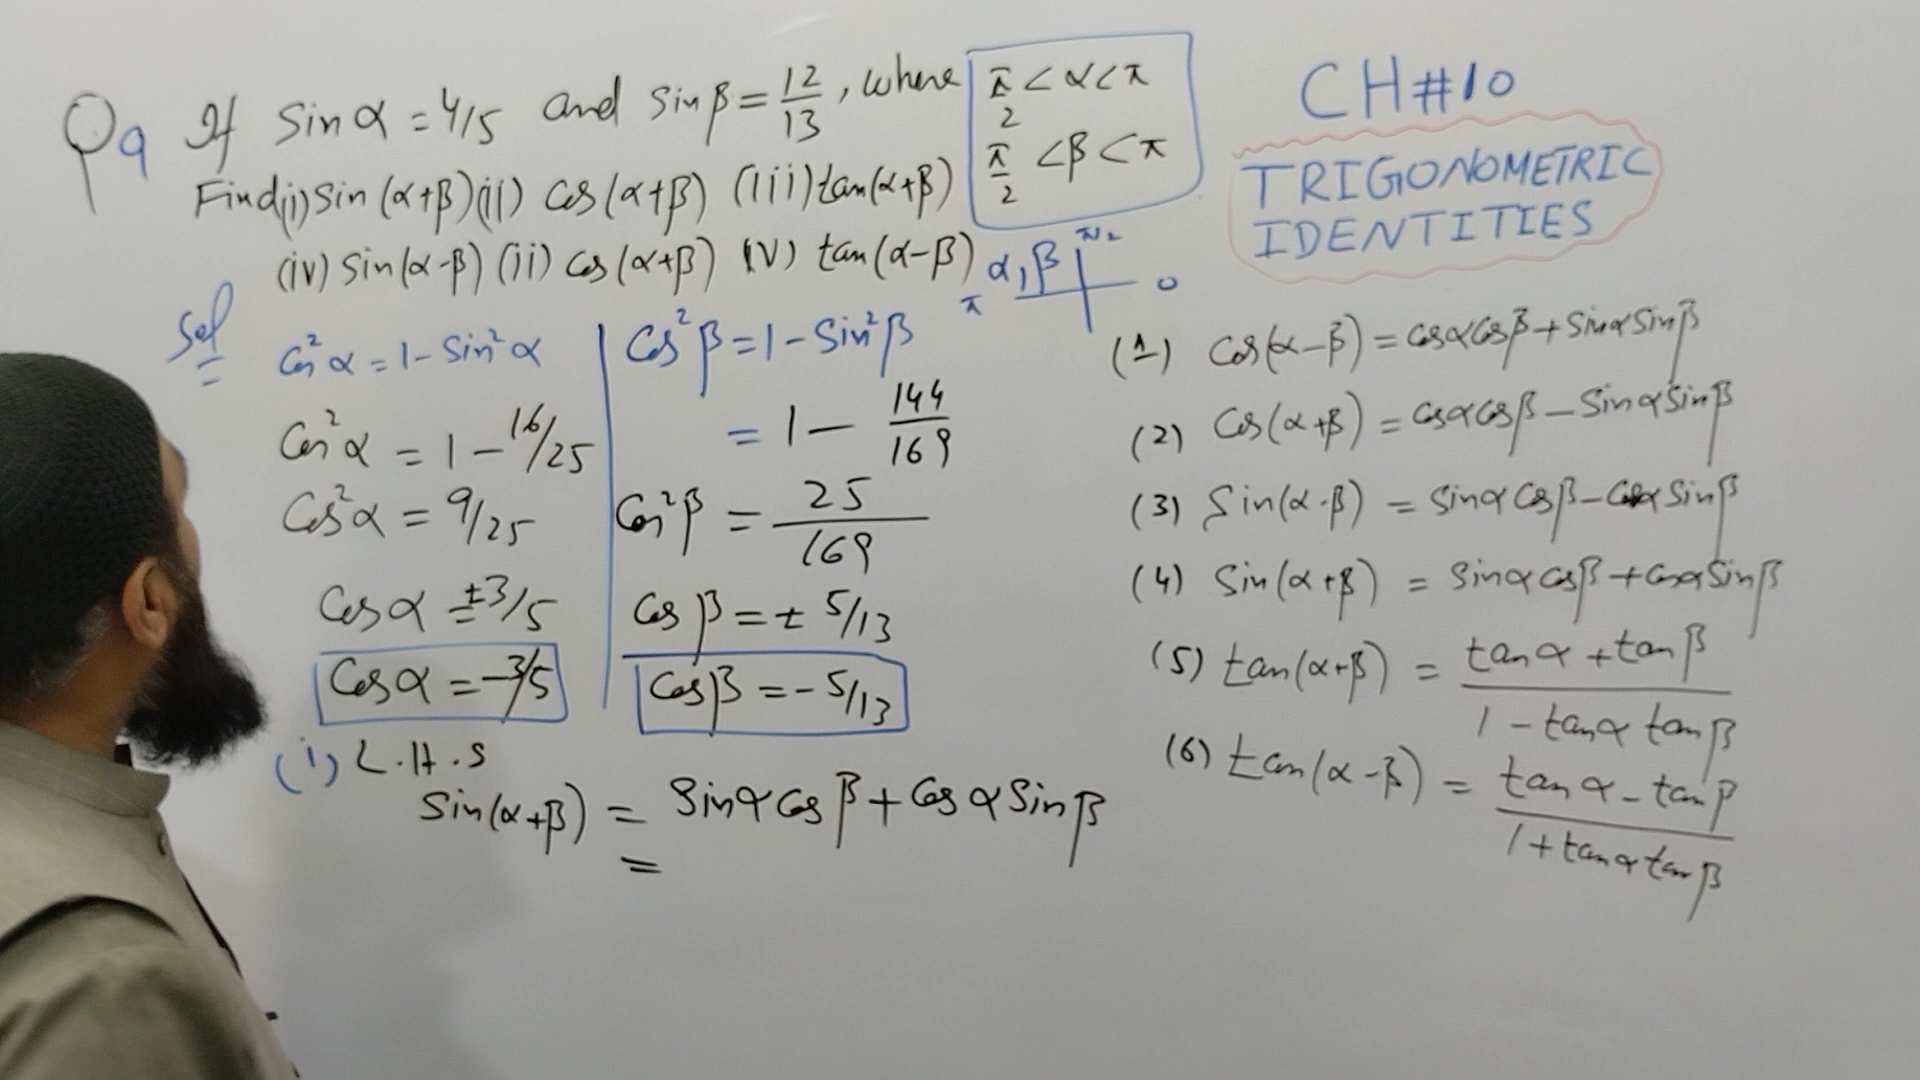 Q9 If Sin α = 4/5 and Sin β = 12/13, where π/2 < α < π
π/2 < β < π
Find (i) Sin (α+β) (ii) Cos (α+β) (iii) tan(α+β)
(iv) Sin(α-β) (ii) Cos (α+β) (V) tan(α-β)
α, β π/2
π 0
CH#10
TRIGONOMETRIC
IDENTITIES
Sol
Cos²α = 1 - Sin²α
Cos²α = 1 - 16/25
Cos²α = 9/25
Cos α = ±3/5
Cos α = -3/5
Cos²β = 1 - Sin²β
= 1 - 144/169
Cos²β = 25/169
Cos β = ± 5/13
Cos β = - 5/13
(i) L.H.S
Sin(α+β) = Sin α Cos β + Cos α Sin β
=
(1) Cos(α-β) = Cosα Cosβ + Sinα Sinβ
(2) Cos(α+β) = Cosα Cosβ - Sinα Sinβ
(3) Sin(α-β) = Sinα Cosβ - Cosα Sinβ
(4) Sin(α+β) = Sinα Cosβ + Cosα Sinβ
(5) tan(α+β) = tanα + tanβ / 1 - tanα tanβ
(6) tan(α-β) = tanα - tanβ / 1 + tanα tanβ